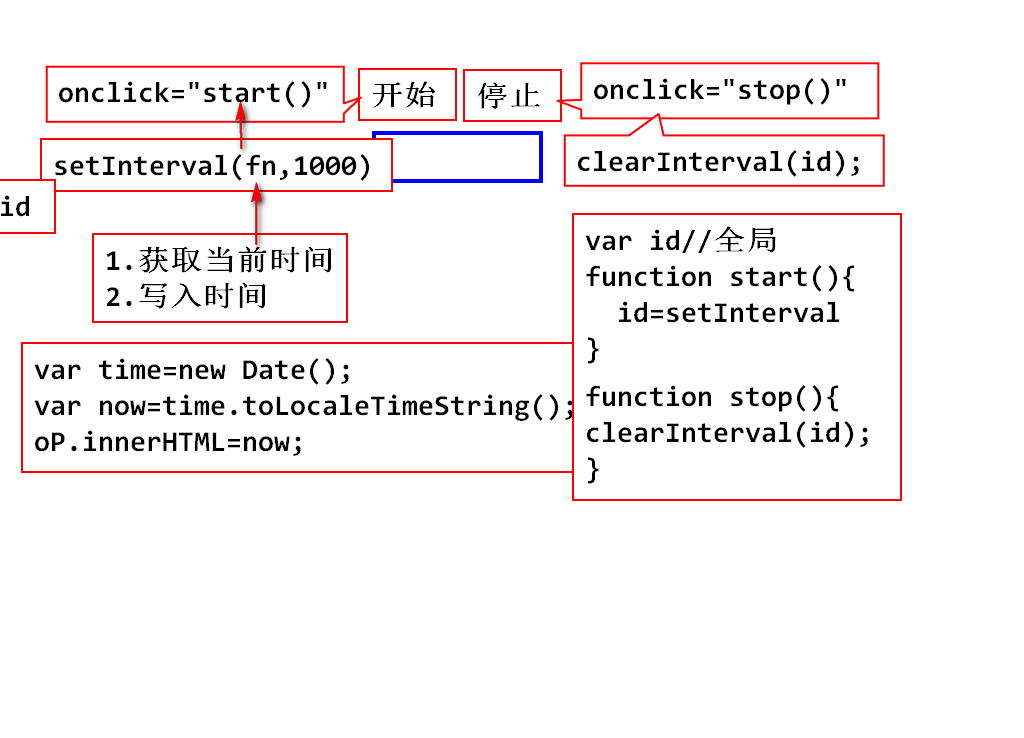 onclick="start()"
开始
停止
onclick="stop()"
setInterval(fn,1000)
clearInterval(id);
id
1.获取当前时间
2.写入时间
var time=new Date();
var now=time.toLocaleTimeString();
oP.innerHTML=now;
var id//全局
function start(){
id=setInterval
}
function stop(){
clearInterval(id);
}